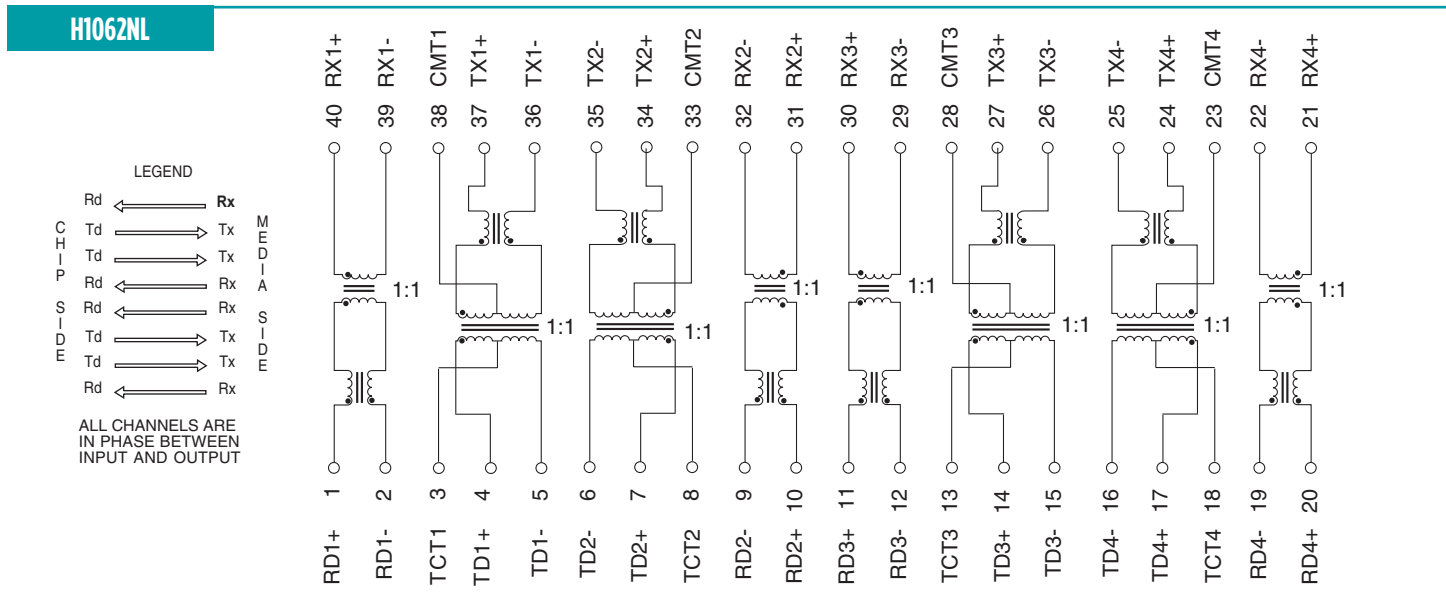 H1062NL
RX1+ RX1- CMT1 TX1+ TX1- TX2- TX2+ CMT2 RX2- RX2+ RX3+ RX3- CMT3 TX3+ TX3- TX4- TX4+ CMT4 RX4- RX4+
40 39 38 37 36 35 34 33 32 31 30 29 28 27 26 25 24 23 22 21
LEGEND
CHIP SIDE
MEDIA SIDE
Rd Rx
Td Tx
Td Tx
Rd Rx
Rd Rx
Td Tx
Td Tx
Rd Rx
ALL CHANNELS ARE
IN PHASE BETWEEN
INPUT AND OUTPUT
1:1 1:1 1:1 1:1
1:1 1:1 1:1 1:1
1 2 3 4 5 6 7 8 9 10 11 12 13 14 15 16 17 18 19 20
RD1+ RD1- TCT1 TD1+ TD1- TD2- TD2+ TCT2 RD2- RD2+ RD3+ RD3- TCT3 TD3+ TD3- TD4- TD4+ TCT4 RD4- RD4+